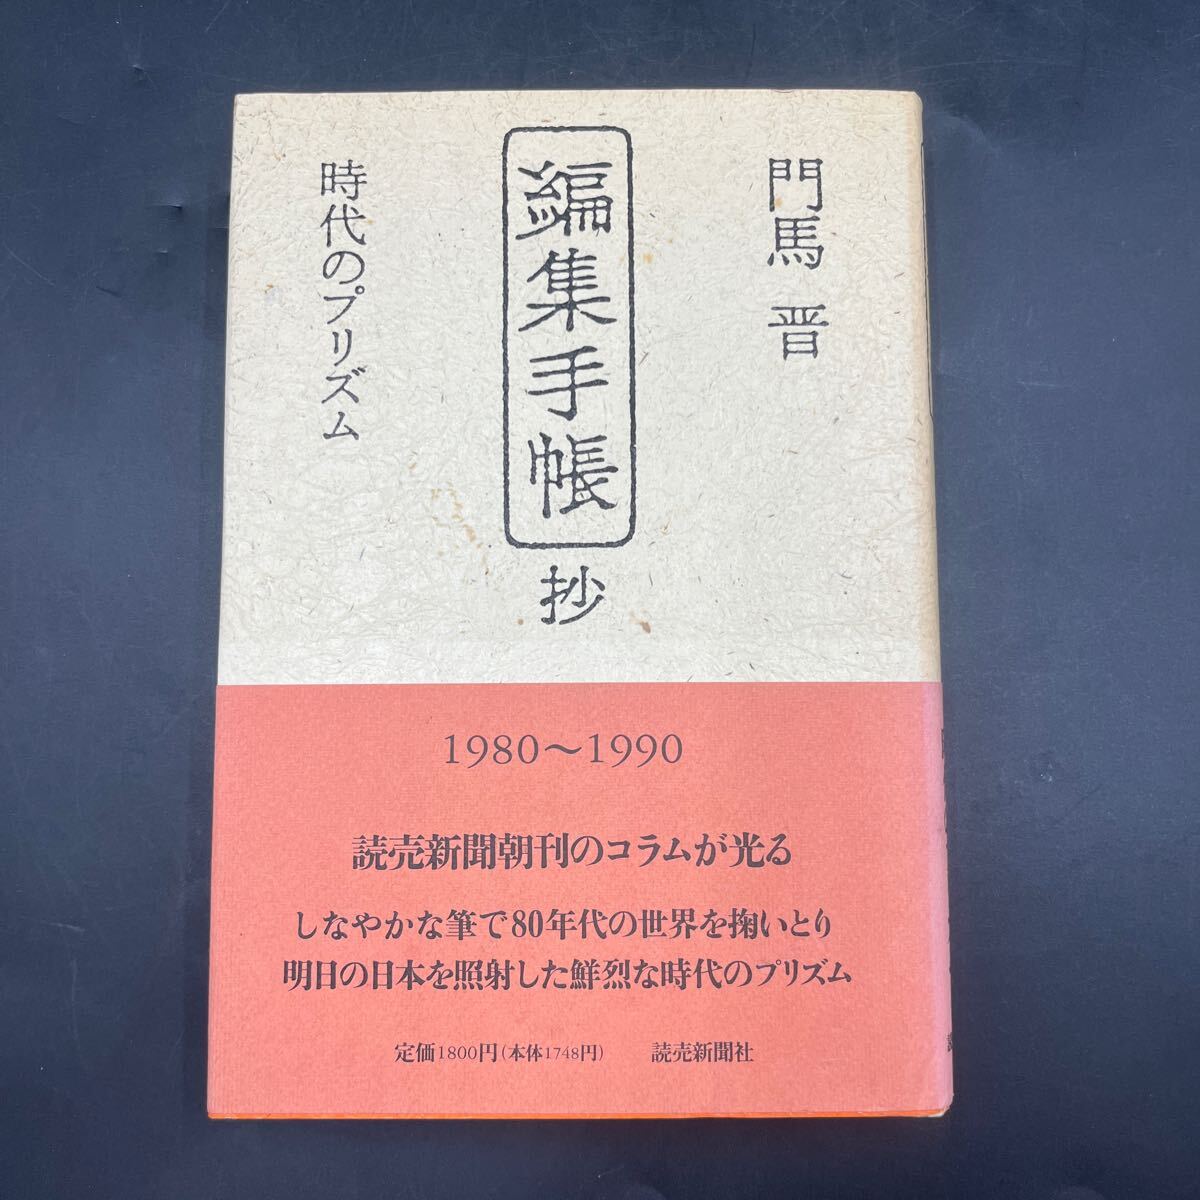 門馬 晋
編集手帳 抄
時代のプリズム
1980〜1990
読売新聞朝刊のコラムが光る
しなやかな筆で80年代の世界を掬いとり
明日の日本を照射した鮮烈な時代のプリズム
定価1800円(本体1748円) 読売新聞社